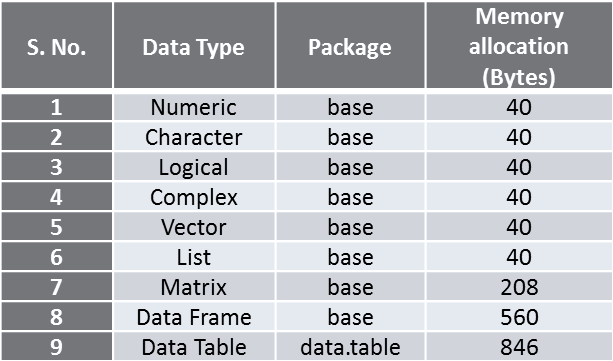 S. No. Data Type Package Memory allocation (Bytes)
1 Numeric base 40
2 Character base 40
3 Logical base 40
4 Complex base 40
5 Vector base 40
6 List base 40
7 Matrix base 208
8 Data Frame base 560
9 Data Table data.table 846